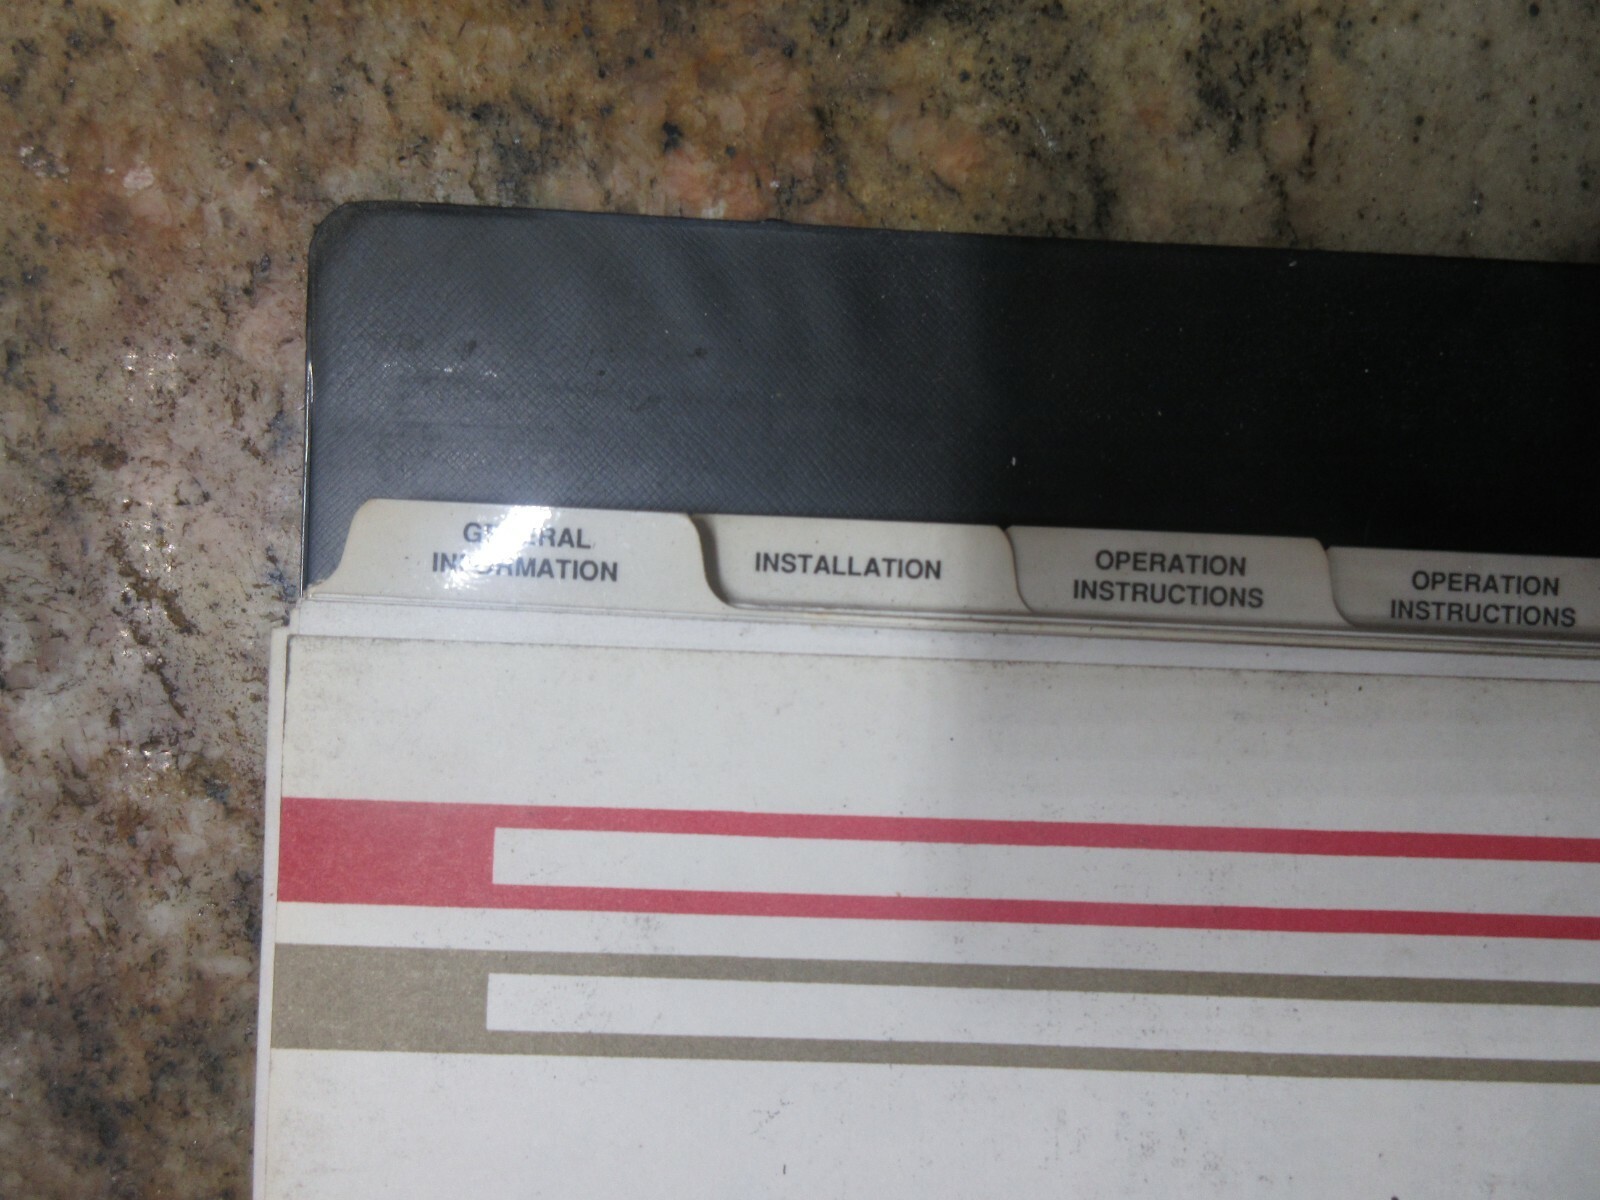 GENERAL
INFORMATION
INSTALLATION
OPERATION
INSTRUCTIONS
OPERATION
INSTRUCTIONS